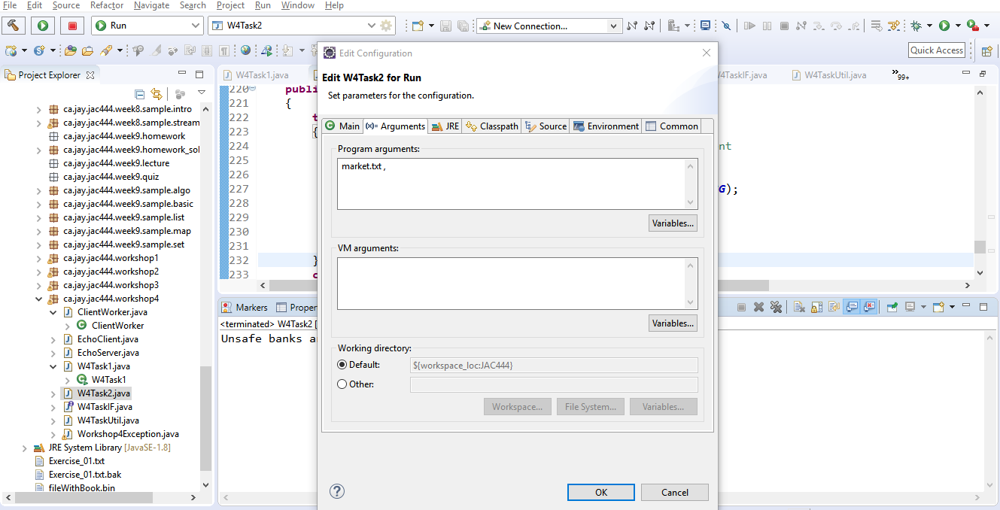 File Edit Source Refactor Navigate Search Project Run Window Help
Run
W4Task2
New Connection...
Quick Access
Project Explorer
ca.jay.jac444.week8.sample.intro
ca.jay.jac444.week8.sample.stream
ca.jay.jac444.week9.homework
ca.jay.jac444.week9.homework_sol
ca.jay.jac444.week9.lecture
ca.jay.jac444.week9.quiz
ca.jay.jac444.week9.sample.algo
ca.jay.jac444.week9.sample.basic
ca.jay.jac444.week9.sample.list
ca.jay.jac444.week9.sample.map
ca.jay.jac444.week9.sample.set
ca.jay.jac444.workshop1
ca.jay.jac444.workshop2
ca.jay.jac444.workshop3
ca.jay.jac444.workshop4
ClientWorker.java
ClientWorker
EchoClient.java
EchoServer.java
W4Task1.java
W4Task1
W4Task2.java
W4TaskIF.java
W4TaskUtil.java
Workshop4Exception.java
JRE System Library [JavaSE-1.8]
Exercise_01.txt
Exercise_01.txt.bak
fileWithBook.bin
W4Task1.java
V4TaskIF.java
W4TaskUtil.java
99+
220 publi
221 {
222 t
223 {
224 nt
225
226
227 G);
228
229
230
231
232 }
233 c
Markers Proper
<terminated> W4Task2 [
Unsafe banks a
Edit Configuration
Edit W4Task2 for Run
Set parameters for the configuration.
Main (x)= Arguments JRE Classpath Source Environment Common
Program arguments:
market.txt ,
Variables...
VM arguments:
Variables...
Working directory:
Default: ${workspace_loc:JAC444}
Other:
Workspace... File System... Variables...
? OK Cancel